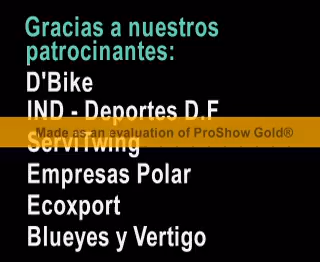 Gracias a nuestros
patrocinantes:
D'Bike
IND - Deportes D.F
Made as an evaluation of ProShow Gold®
ServiTwing
Empresas Polar
Ecoxport
Blueyes y Vertigo